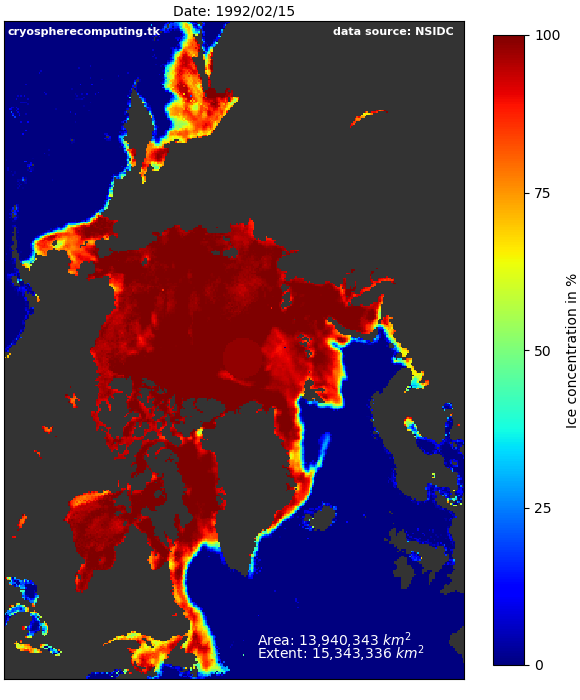 Date: 1992/02/15
cryospherecomputing.tk data source: NSIDC
100
75
50
25
0
Ice concentration in %
Area: 13,940,343 km²
Extent: 15,343,336 km²